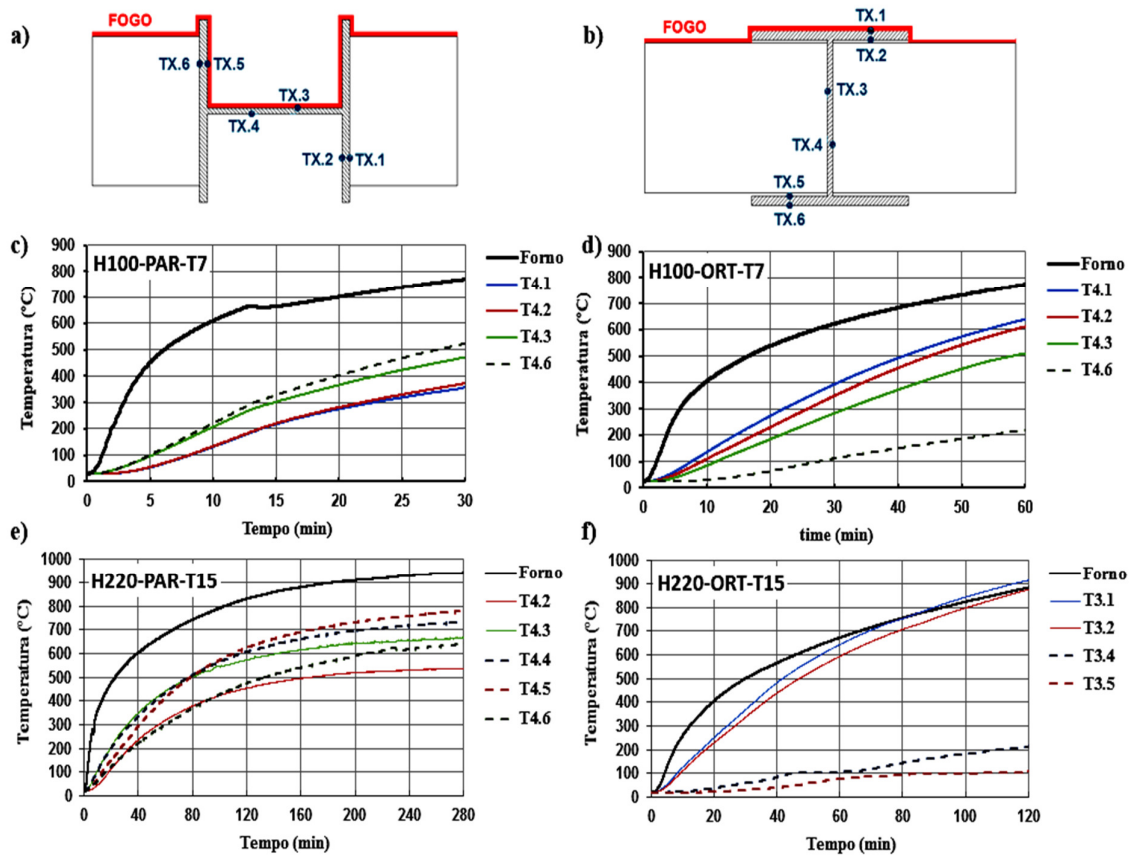 a)
FOGO
TX.6
TX.5
TX.3
TX.4
TX.2
TX.1
b)
FOGO
TX.1
TX.2
TX.3
TX.4
TX.5
TX.6
c)
H100-PAR-T7
Temperatura (°C)
900
800
700
600
500
400
300
200
100
0
0 5 10 15 20 25 30
Tempo (min)
Forno
T4.1
T4.2
T4.3
T4.6
d)
H100-ORT-T7
Temperatura (°C)
900
800
700
600
500
400
300
200
100
0
0 10 20 30 40 50 60
time (min)
Forno
T4.1
T4.2
T4.3
T4.6
e)
H220-PAR-T15
Temperatura (°C)
1000
900
800
700
600
500
400
300
200
100
0
0 40 80 120 160 200 240 280
Tempo (min)
Forno
T4.2
T4.3
T4.4
T4.5
T4.6
f)
H220-ORT-T15
Temperatura (°C)
1000
900
800
700
600
500
400
300
200
100
0
0 20 40 60 80 100 120
Tempo (min)
Forno
T3.1
T3.2
T3.4
T3.5